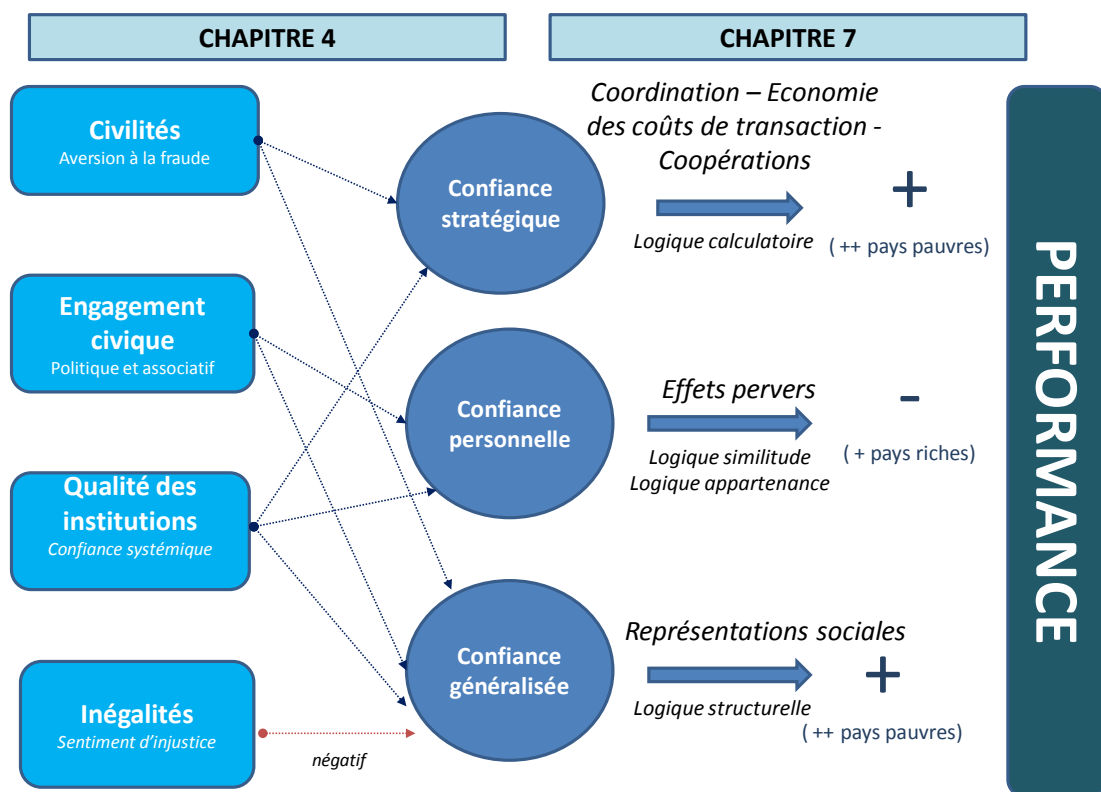 CHAPITRE 4
CHAPITRE 7
Civilités
Aversion à la fraude
Engagement
civique
Politique et associatif
Qualité des
institutions
Confiance systémique
Inégalités
Sentiment d'injustice
négatif
Confiance
stratégique
Confiance
personnelle
Confiance
généralisée
Coordination – Economie
des coûts de transaction -
Coopérations
Logique calculatoire
+
( ++ pays pauvres)
Effets pervers
Logique similitude
Logique appartenance
-
( + pays riches)
Représentations sociales
Logique structurelle
+
( ++ pays pauvres)
PERFORMANCE